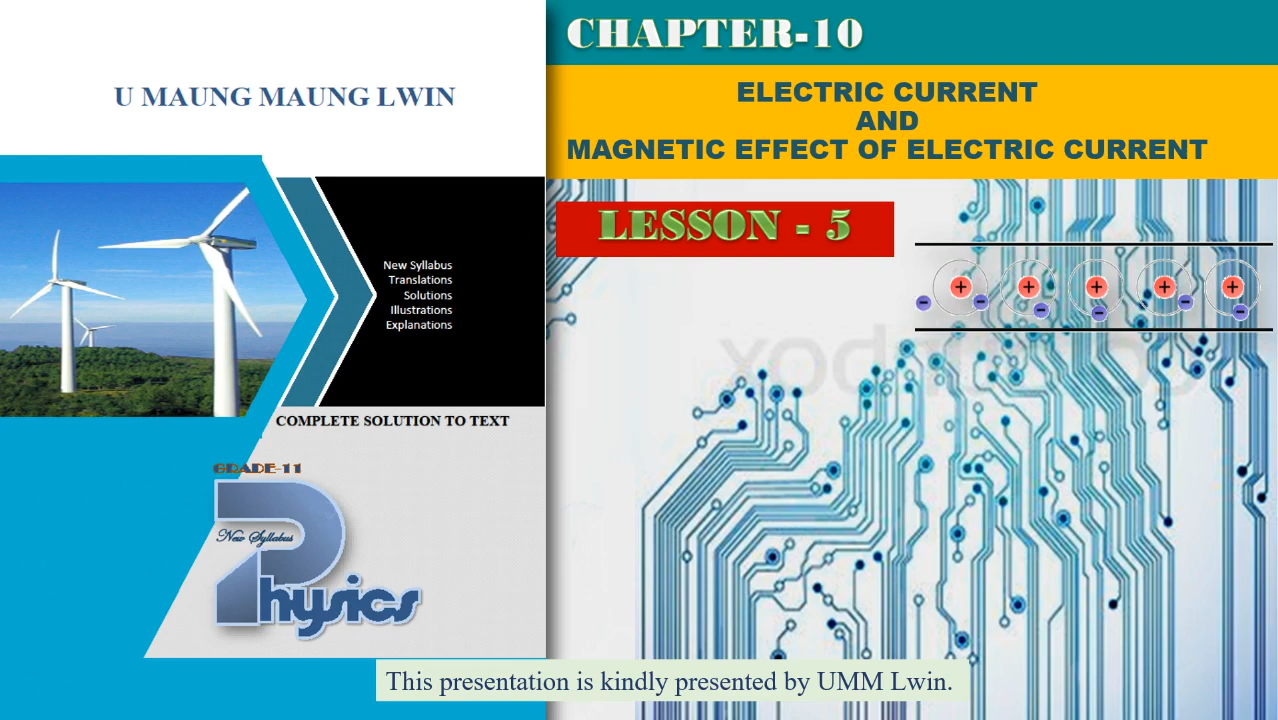 U MAUNG MAUNG LWIN
New Syllabus
Translations
Solutions
Illustrations
Explanations
COMPLETE SOLUTION TO TEXT
GRADE-11
New Syllabus
Physics
CHAPTER-10
ELECTRIC CURRENT
AND
MAGNETIC EFFECT OF ELECTRIC CURRENT
LESSON - 5
This presentation is kindly presented by UMM Lwin.